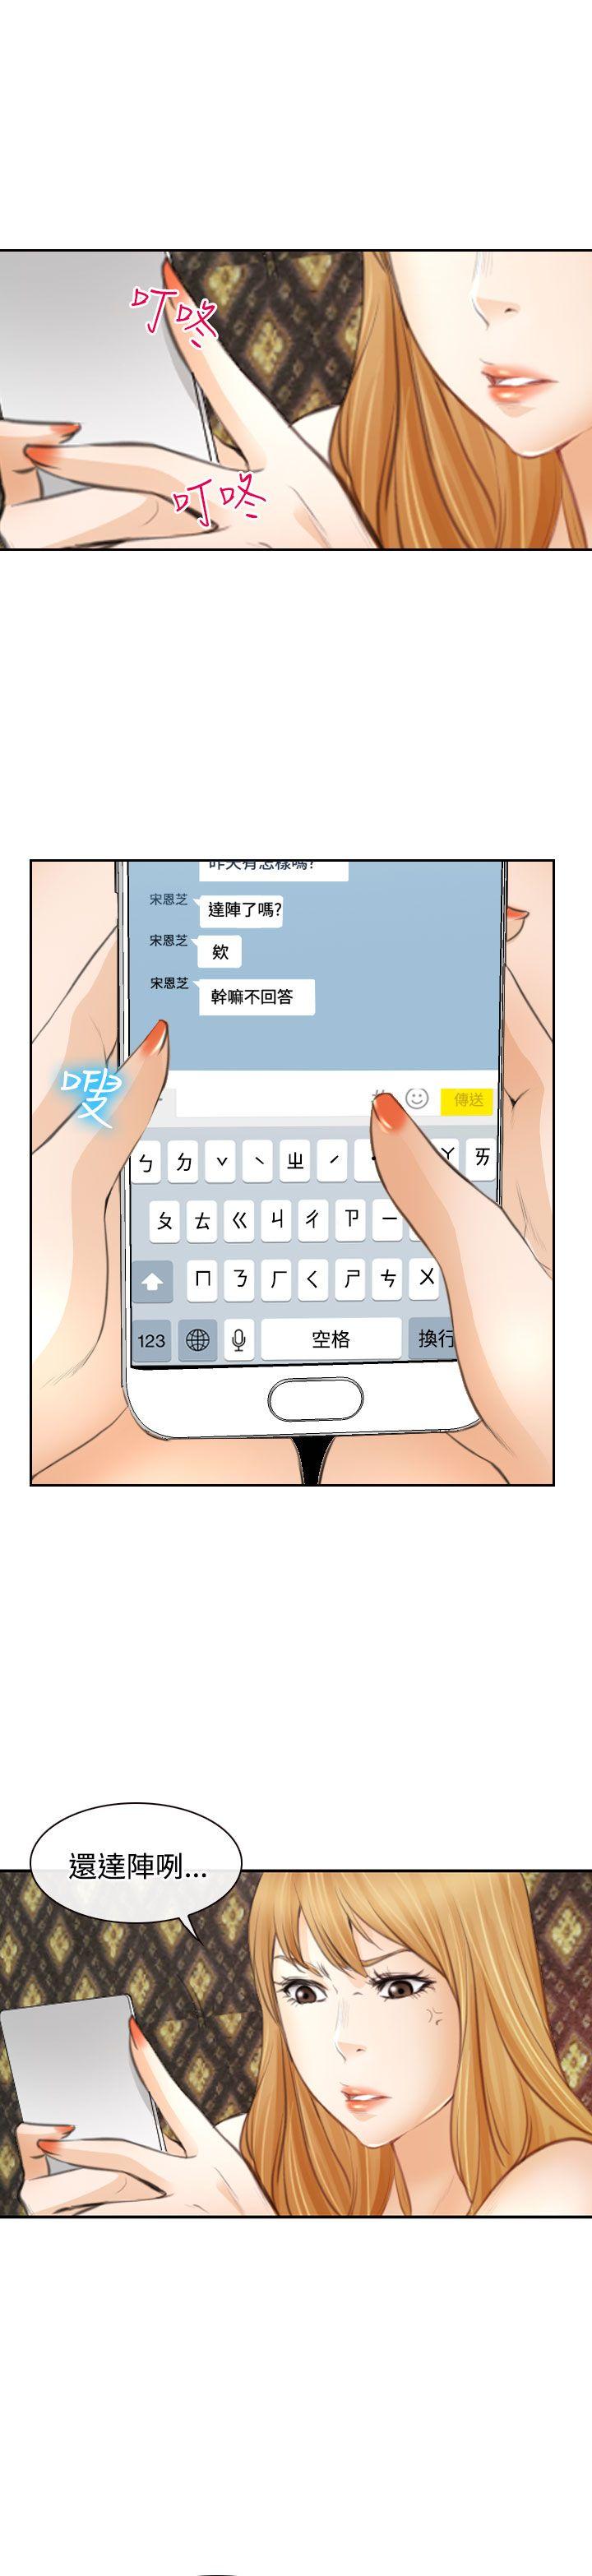 叮咚
叮咚
昨天有怎樣嗎?
宋恩芝
達陣了嗎?
宋恩芝
欸
宋恩芝
幹嘛不回答
嗶
傳送
ㄅ ㄉ ˇ ˋ ㄓ ˊ ˙ ㄚ ㄞ
ㄆ ㄊ ㄍ ㄐ ㄔ ㄗ ㄧ
ㄇ ㄋ ㄏ ㄑ ㄕ ㄘ ㄨ
123 空格 換行
還達陣咧...